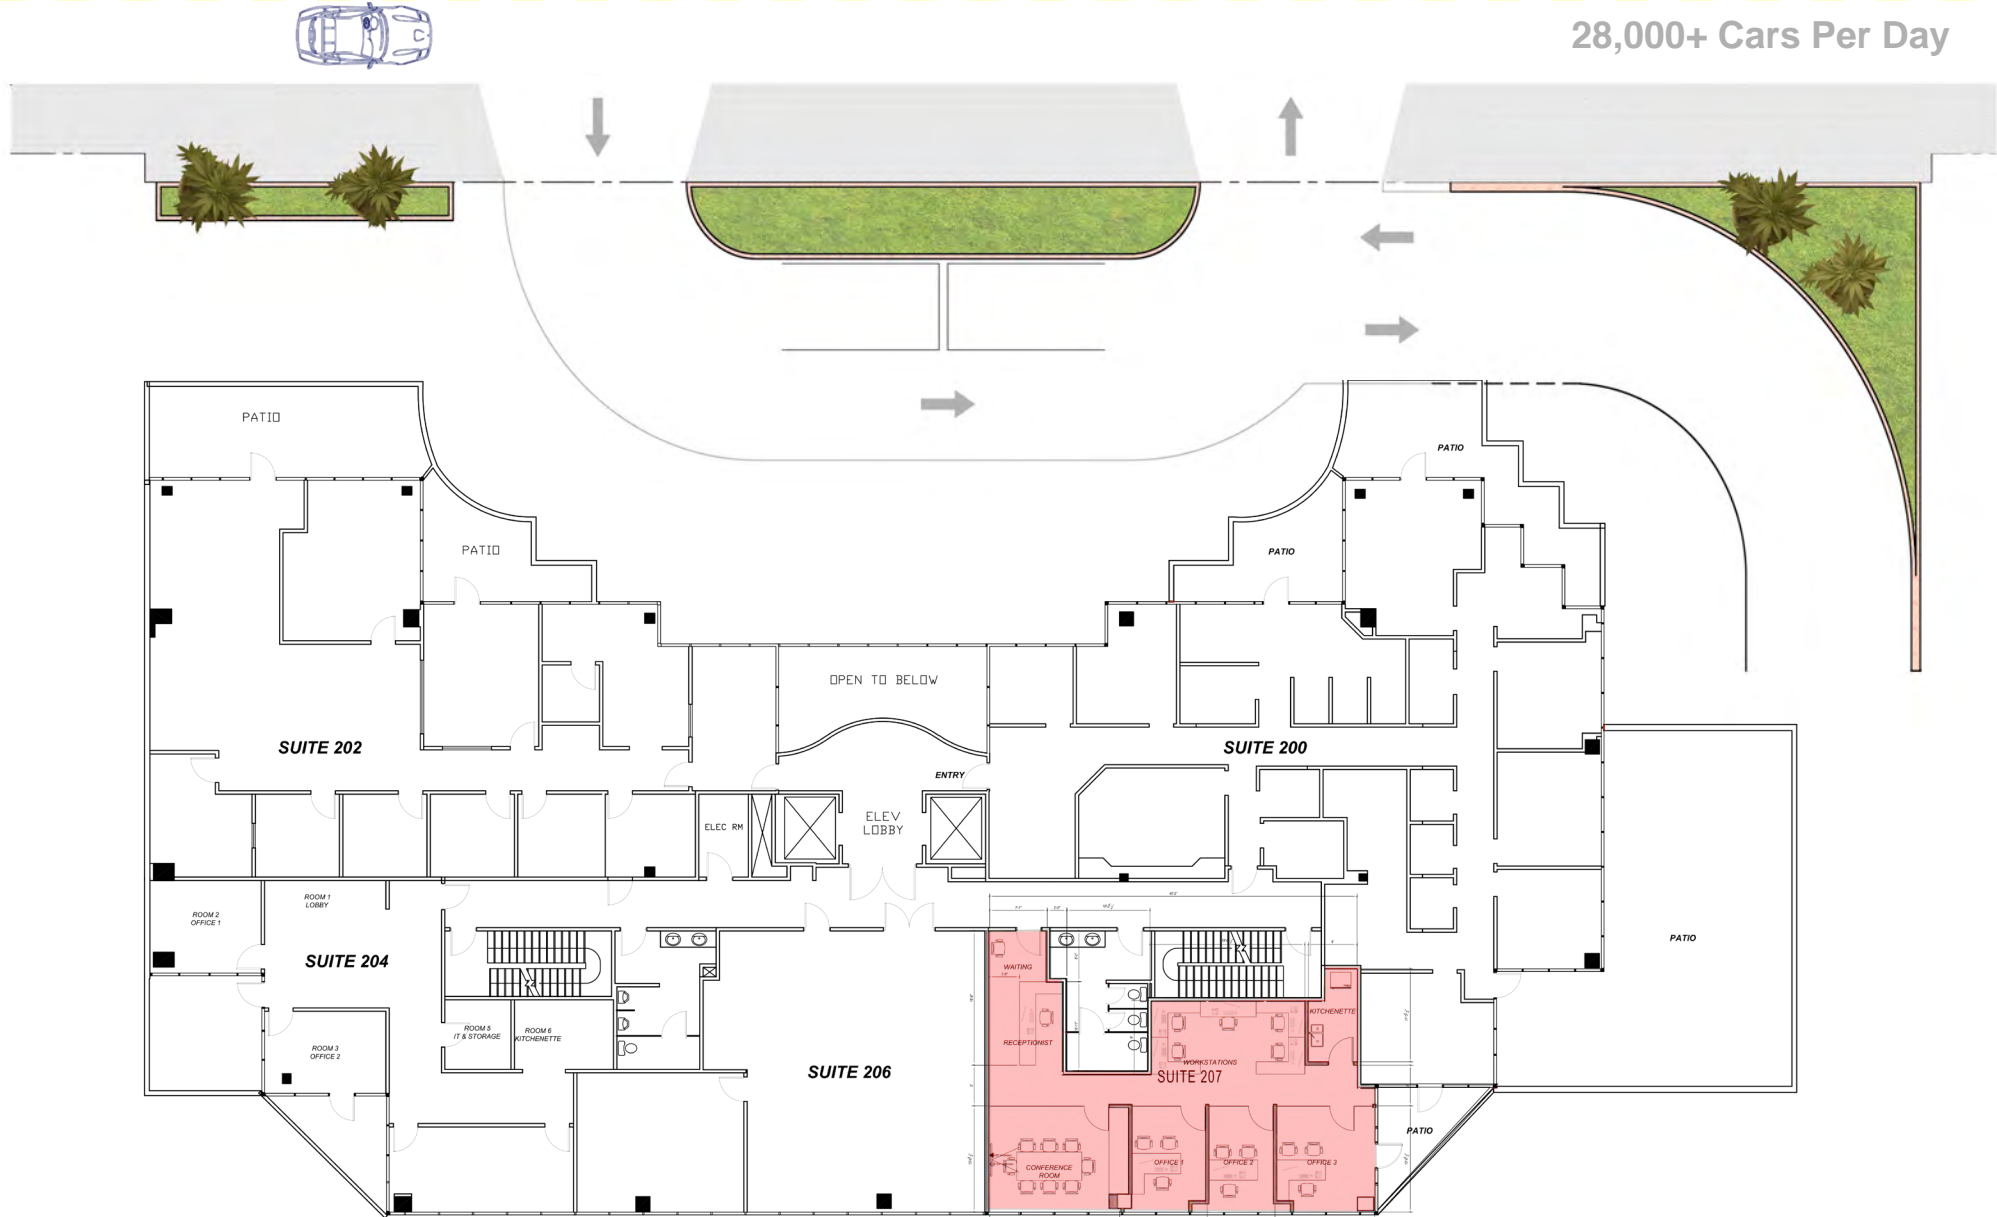 28,000+ Cars Per Day
PATIO
PATIO
PATIO
PATIO
OPEN TO BELOW
SUITE 202
SUITE 200
ENTRY
ELEC RM
ELEV
LOBBY
ROOM 1
LOBBY
ROOM 2
OFFICE 1
SUITE 204
WAITING
PATIO
ROOM 5
IT & STORAGE
ROOM 6
KITCHENETTE
KITCHENETTE
ROOM 3
OFFICE 2
RECEPTIONIST
WORKSTATIONS
SUITE 206
SUITE 207
PATIO
CONFERENCE
ROOM
OFFICE 1
OFFICE 2
OFFICE 3